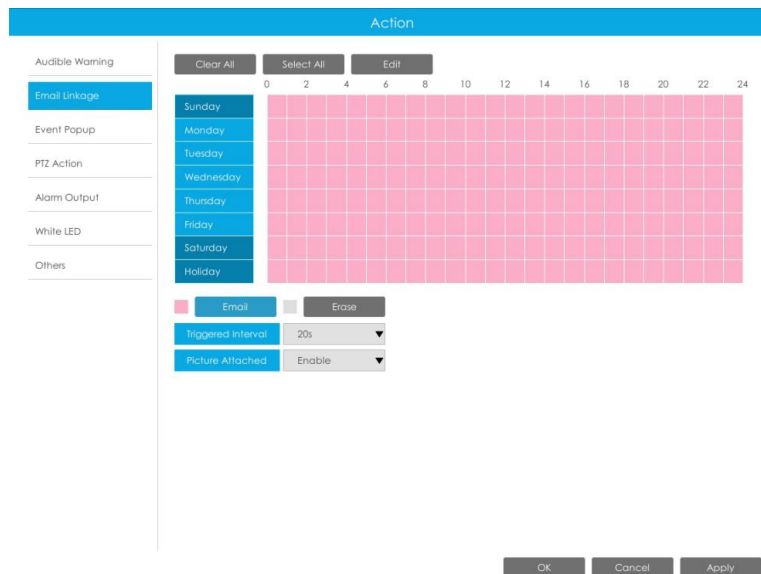 Action
Audible Warning
Email Linkage
Event Popup
PTZ Action
Alarm Output
White LED
Others
Clear All Select All Edit
0 2 4 6 8 10 12 14 16 18 20 22 24
Sunday
Monday
Tuesday
Wednesday
Thursday
Friday
Saturday
Holiday
Email Erase
Triggered Interval 20s
Picture Attached Enable
OK Cancel Apply